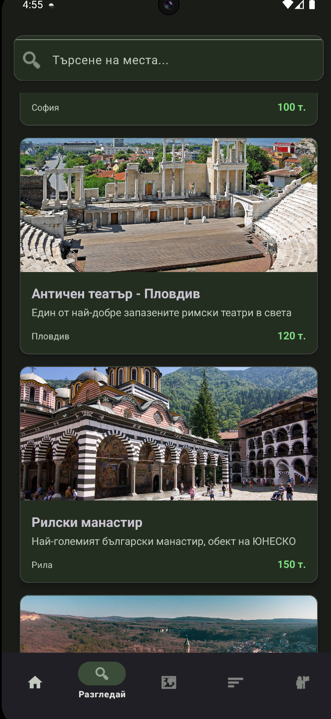 4:55
Търсене на места...
София
100 т.
Античен театър - Пловдив
Един от най-добре запазените римски театри в света
Пловдив
120 т.
Рилски манастир
Най-големият български манастир, обект на ЮНЕСКО
Рила
150 т.
Разгледай